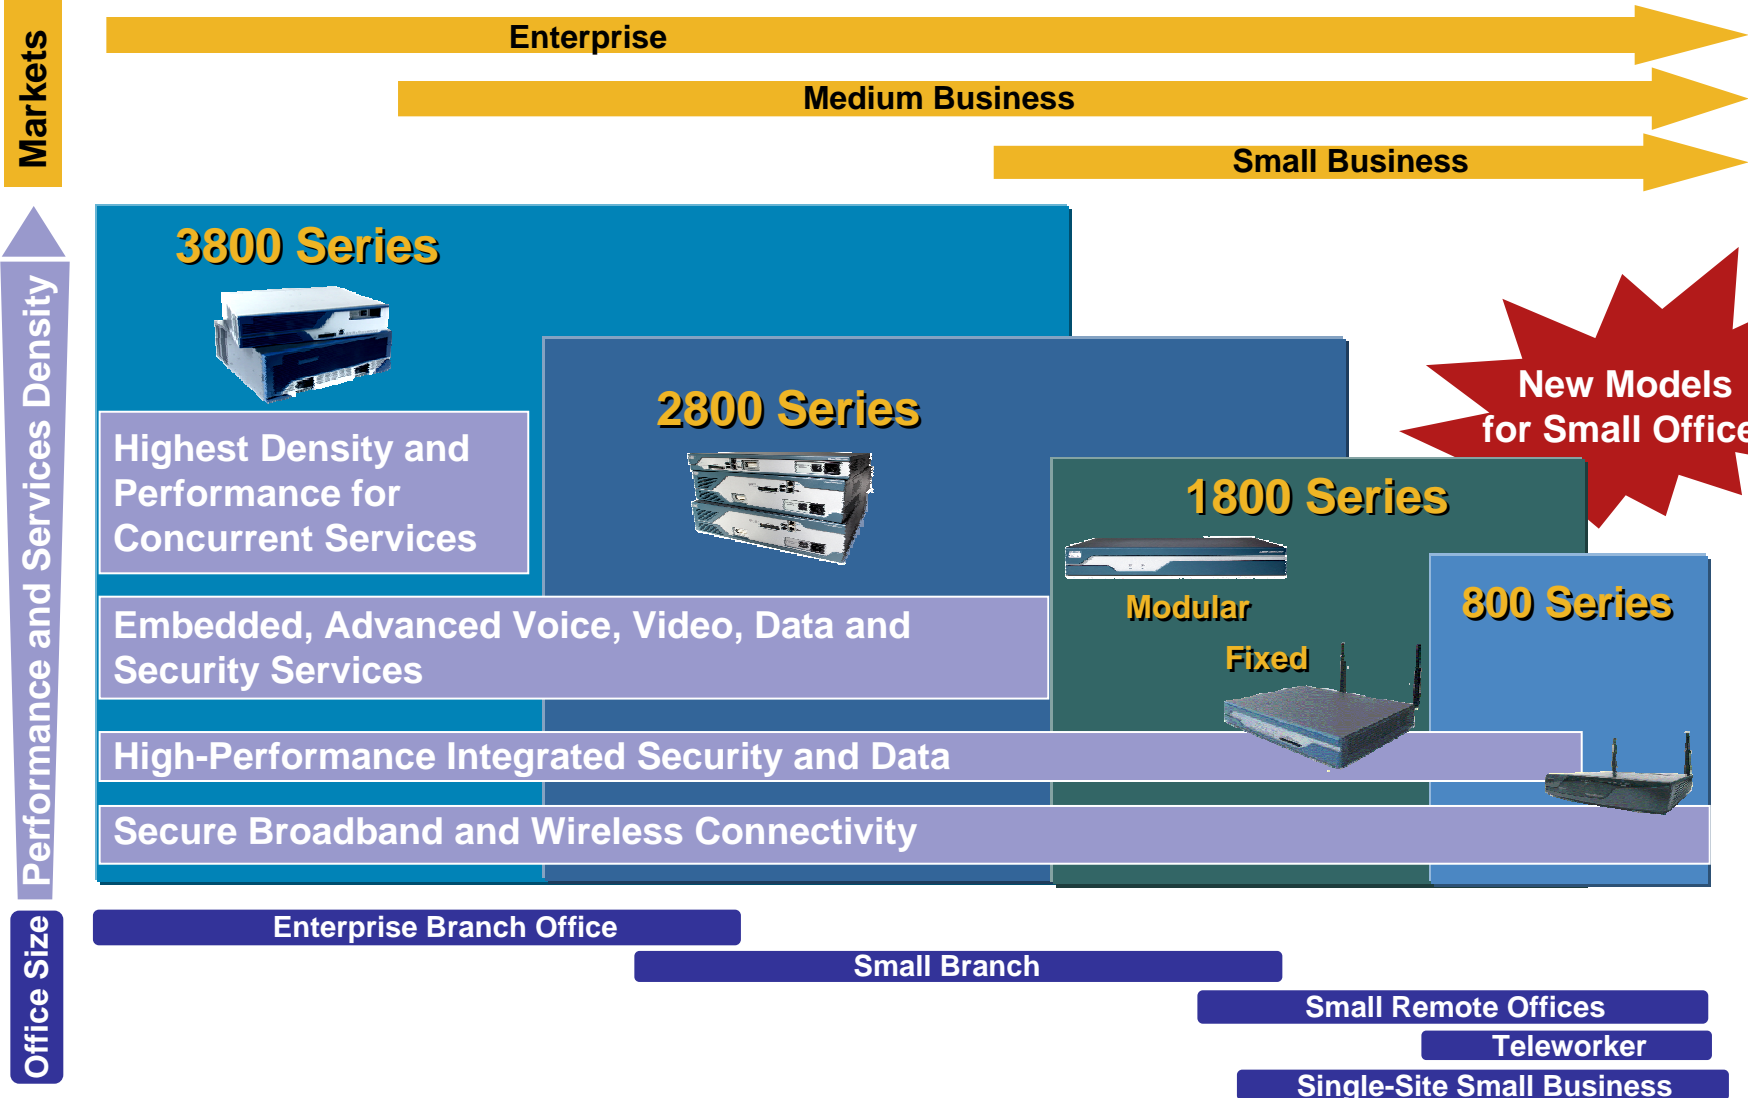 Markets
Enterprise
Medium Business
Small Business
Performance and Services Density
3800 Series
2800 Series
New Models
for Small Office
1800 Series
Modular
Fixed
800 Series
Highest Density and
Performance for
Concurrent Services
Embedded, Advanced Voice, Video, Data and
Security Services
High-Performance Integrated Security and Data
Secure Broadband and Wireless Connectivity
Office Size
Enterprise Branch Office
Small Branch
Small Remote Offices
Teleworker
Single-Site Small Business